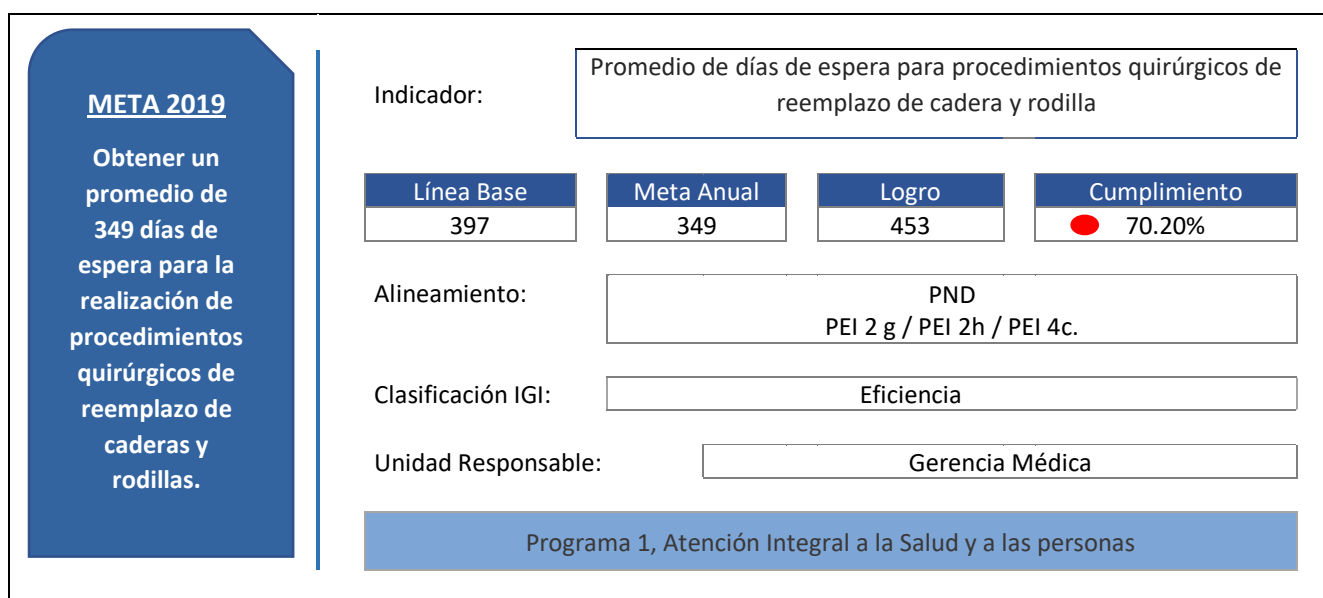 META 2019
Obtener un
promedio de
349 días de
espera para la
realización de
procedimientos
quirúrgicos de
reemplazo de
caderas y
rodillas.
Indicador:
Promedio de días de espera para procedimientos quirúrgicos de
reemplazo de cadera y rodilla
Línea Base
Meta Anual
Logro
Cumplimiento
397
349
453
70.20%
Alineamiento:
PND
PEI 2 g / PEI 2h / PEI 4c.
Clasificación IGI:
Eficiencia
Unidad Responsable:
Gerencia Médica
Programa 1, Atención Integral a la Salud y a las personas